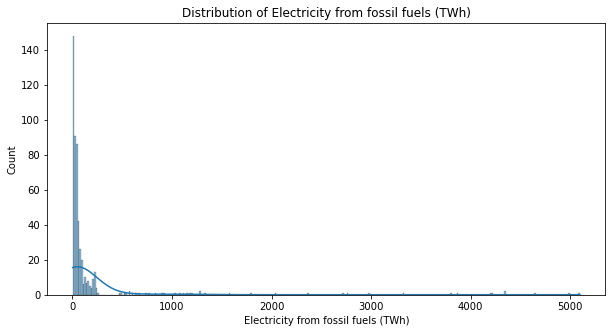 Distribution of Electricity from fossil fuels (TWh)
140
120
100
80
60
40
20
0
Count
0 1000 2000 3000 4000 5000
Electricity from fossil fuels (TWh)